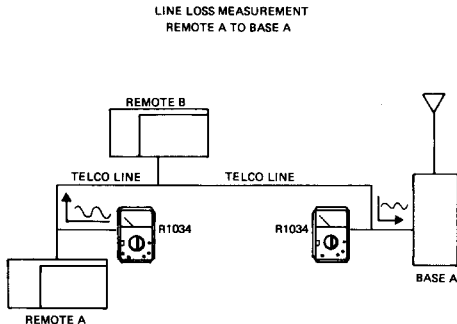 LINE LOSS MEASUREMENT
REMOTE A TO BASE A
REMOTE B
TELCO LINE
TELCO LINE
R1034
R1034
BASE A
REMOTE A